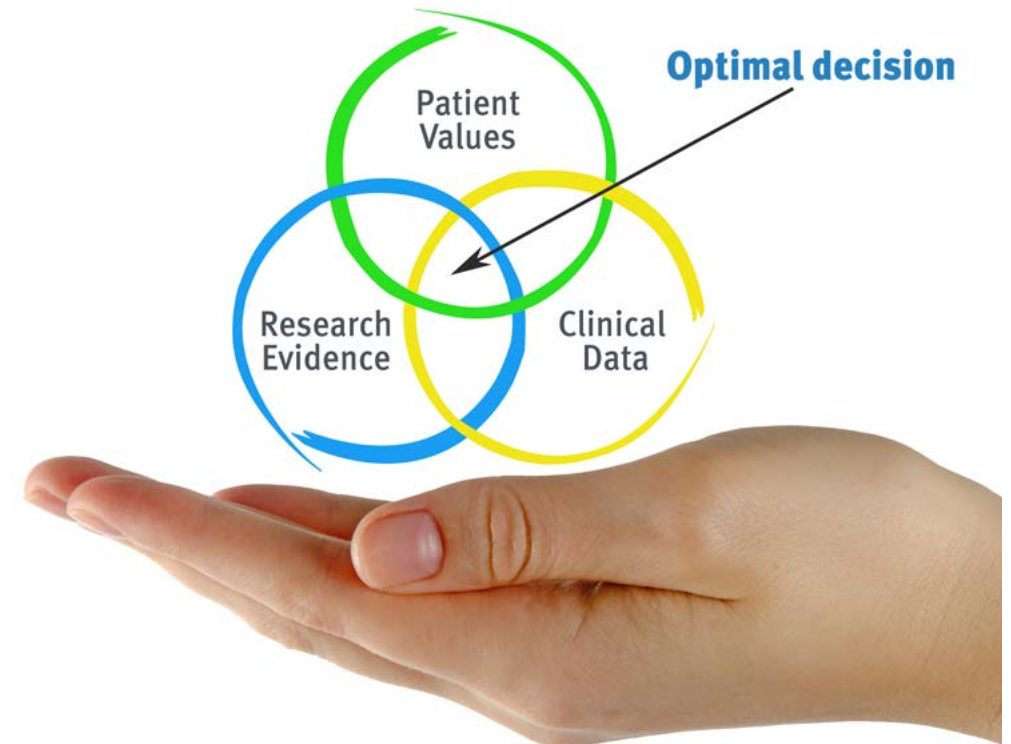 Optimal decision
Patient
Values
Research
Evidence
Clinical
Data